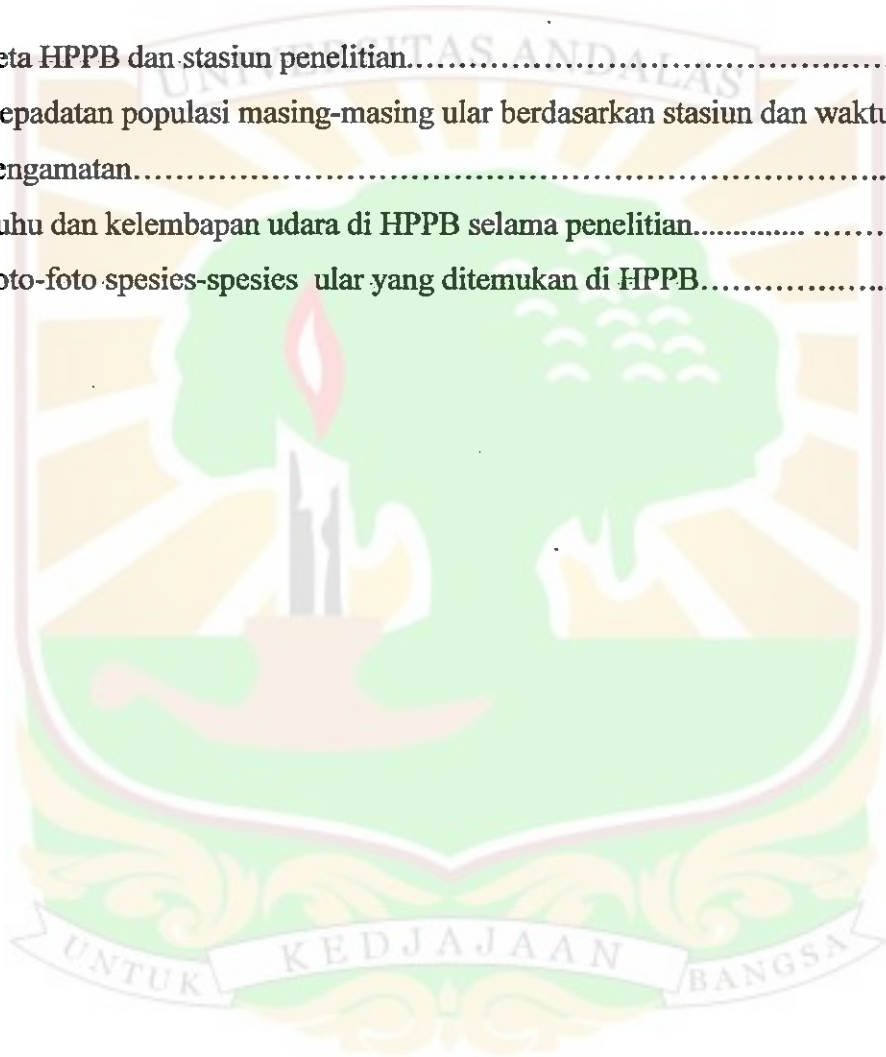 UNIVERSITAS ANDALAS
eta HPPB dan stasiun penelitian.......................................................
epadatan populasi masing-masing ular berdasarkan stasiun dan waktu
engamatan..............................................................................
uhu dan kelembapan udara di HPPB selama penelitian.............. .......
oto-foto spesies-spesies ular yang ditemukan di HPPB......................
UNTUK KEDJAJAAN BANGSA